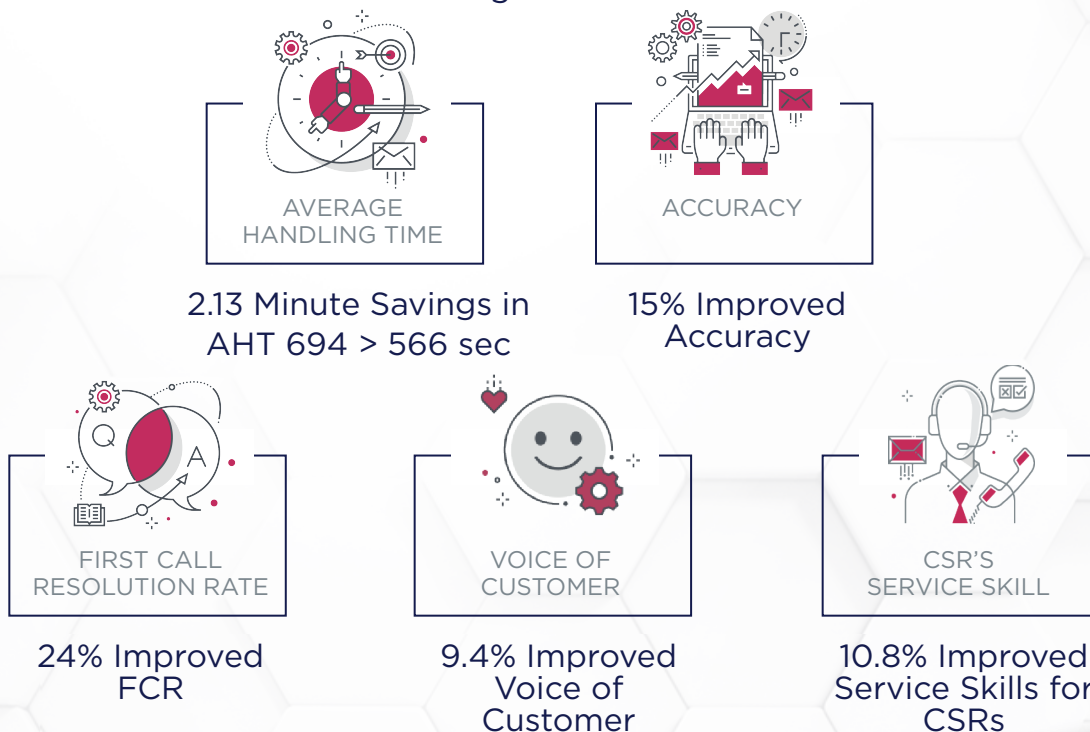 AVERAGE
HANDLING TIME
ACCURACY
2.13 Minute Savings in
AHT 694 > 566 sec
15% Improved
Accuracy
Q
A
FIRST CALL
RESOLUTION RATE
VOICE OF
CUSTOMER
CSR'S
SERVICE SKILL
24% Improved
FCR
9.4% Improved
Voice of
Customer
10.8% Improved
Service Skills for
CSRs